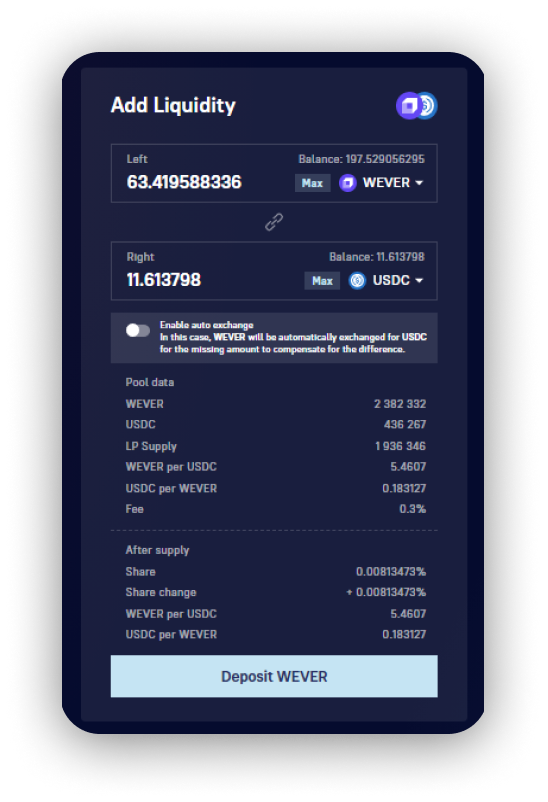 Add Liquidity
Left Balance: 197.529056295
63.419588336 Max WEVER
Right Balance: 11.613798
11.613798 Max USDC
Enable auto exchange
In this case, WEVER will be automatically exchanged for USDC
for the missing amount to compensate for the difference.
Pool data
WEVER 2 382 332
USDC 436 267
LP Supply 1 936 346
WEVER per USDC 5.4607
USDC per WEVER 0.183127
Fee 0.3%
After supply
Share 0.00813473%
Share change + 0.00813473%
WEVER per USDC 5.4607
USDC per WEVER 0.183127
Deposit WEVER